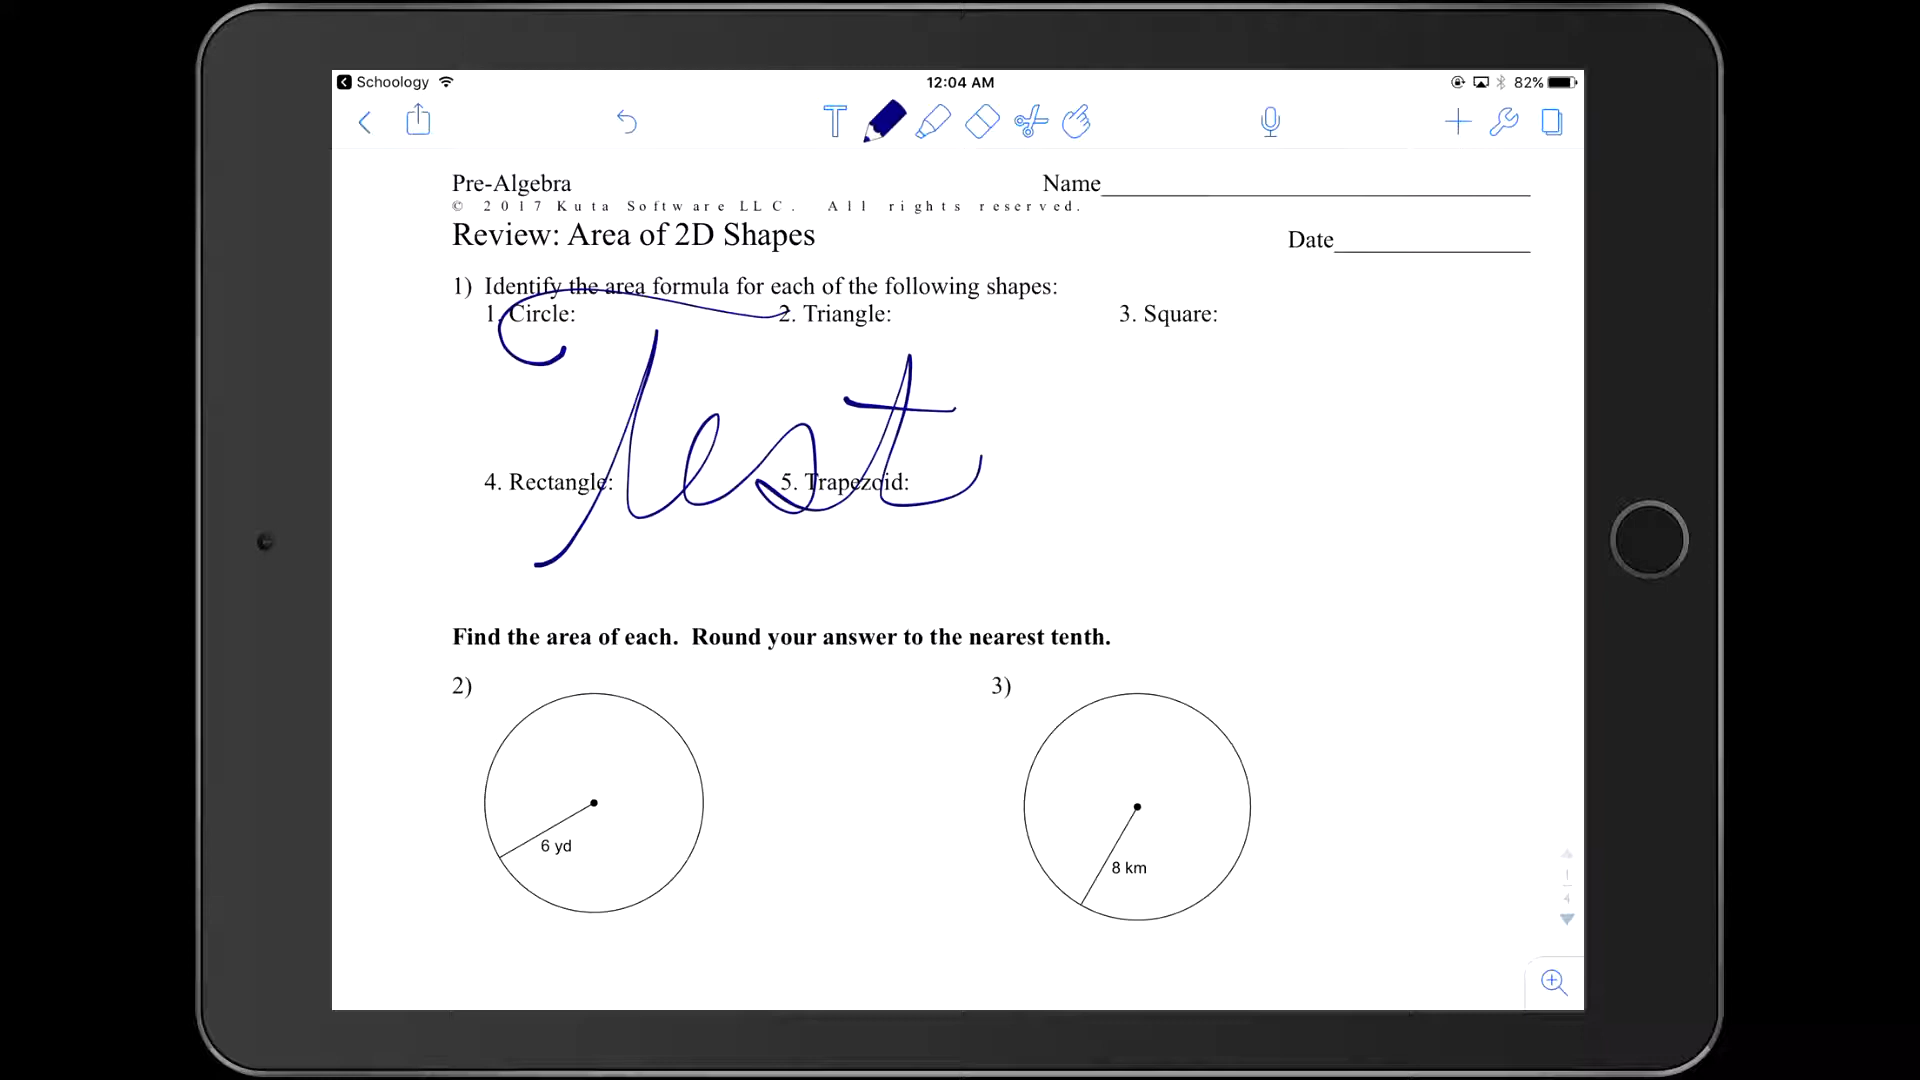 Schoology 12:04 AM 82%
T
Pre-Algebra Name
© 2017 Kuta Software LLC. All rights reserved.
Review: Area of 2D Shapes Date
1) Identify the area formula for each of the following shapes:
1. Circle: 2. Triangle: 3. Square:
Test
4. Rectangle: 5. Trapezoid:
Find the area of each. Round your answer to the nearest tenth.
2) 3)
6 yd
8 km
1
4